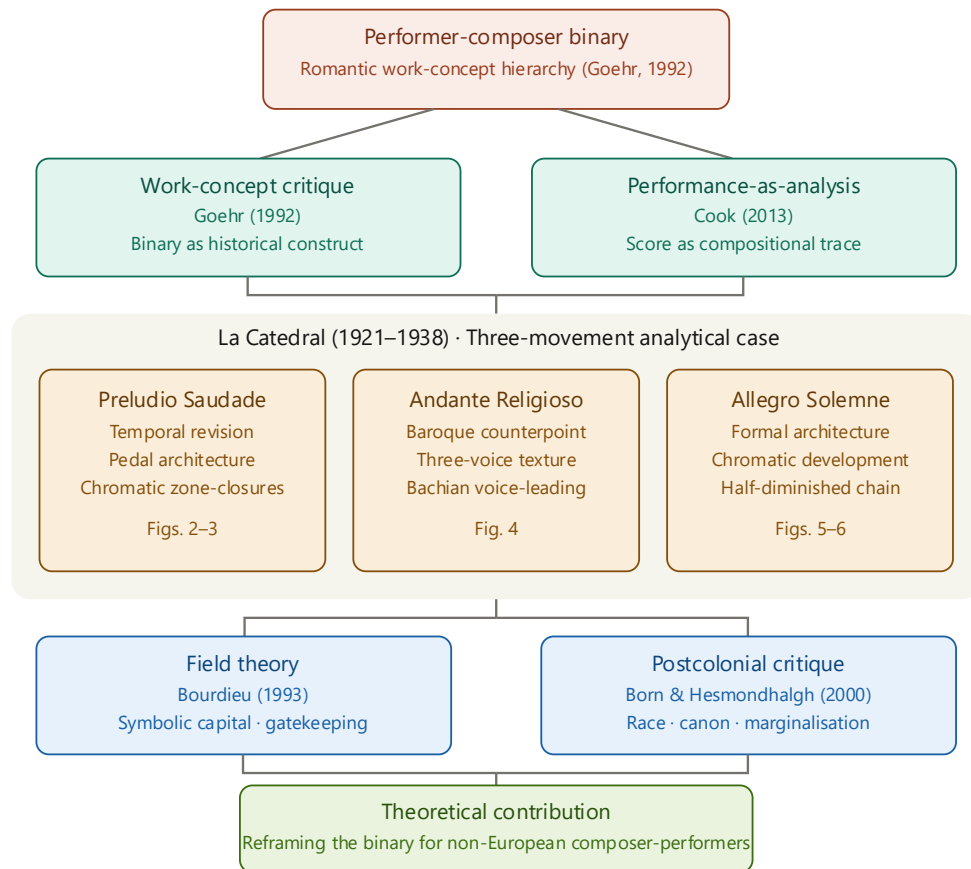 Performer-composer binary
Romantic work-concept hierarchy (Goehr, 1992)
Work-concept critique
Goehr (1992)
Binary as historical construct
Performance-as-analysis
Cook (2013)
Score as compositional trace
La Catedral (1921–1938) · Three-movement analytical case
Preludio Saudade
Temporal revision
Pedal architecture
Chromatic zone-closures
Figs. 2–3
Andante Religioso
Baroque counterpoint
Three-voice texture
Bachian voice-leading
Fig. 4
Allegro Solemne
Formal architecture
Chromatic development
Half-diminished chain
Figs. 5–6
Field theory
Bourdieu (1993)
Symbolic capital · gatekeeping
Postcolonial critique
Born & Hesmondhalgh (2000)
Race · canon · marginalisation
Theoretical contribution
Reframing the binary for non-European composer-performers